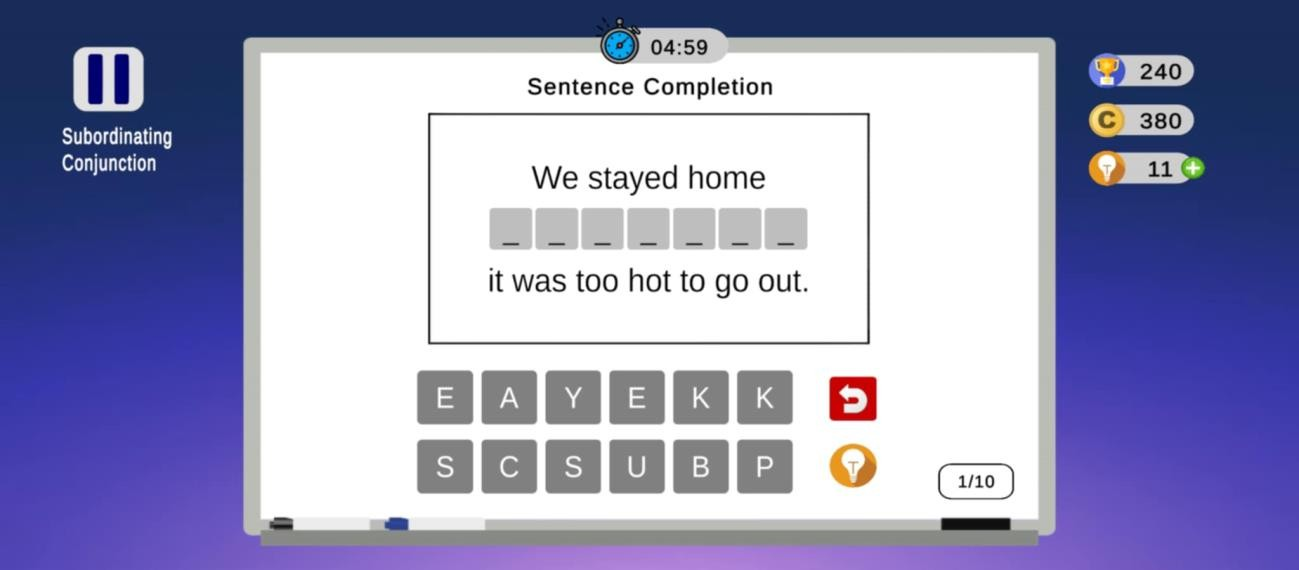 04:59
Subordinating
Conjunction
240
C 380
T 11
Sentence Completion
We stayed home
_ _ _ _ _ _ _
it was too hot to go out.
E A Y E K K
S C S U B P
T
1/10